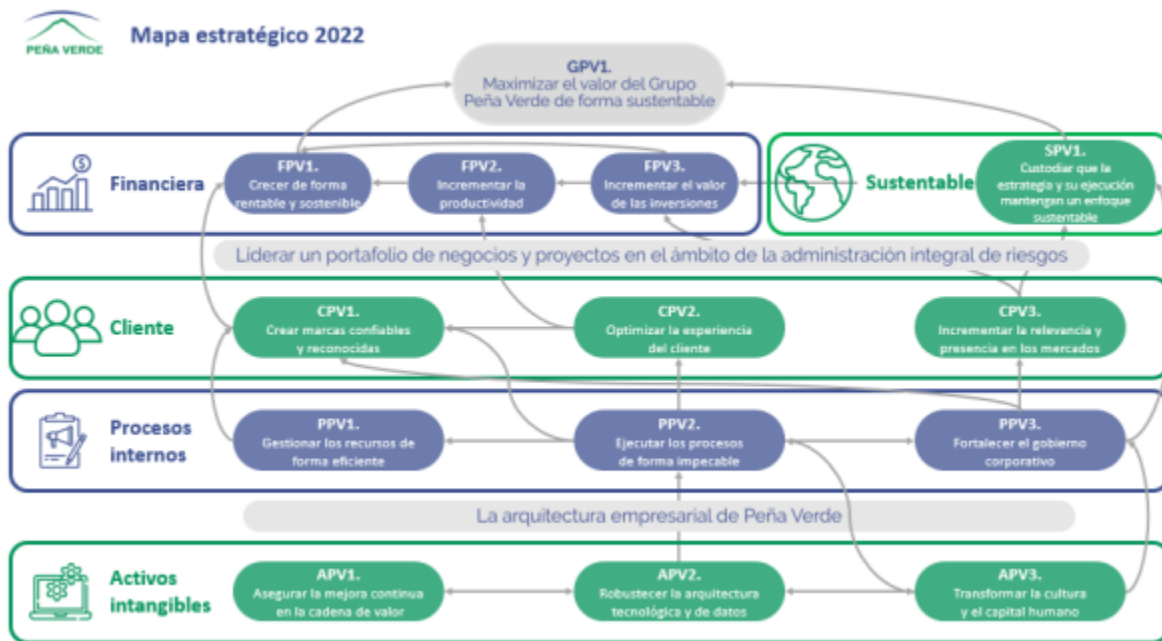 PEÑA VERDE
Mapa estratégico 2022
GPV1.
Maximizar el valor del Grupo
Peña Verde de forma sustentable
Financiera
FPV1.
Crecer de forma
rentable y sostenible
FPV2.
Incrementar la
productividad
FPV3.
Incrementar el valor
de las inversiones
Sustentable
SPV1.
Custodiar que la
estrategia y su ejecución
mantengan un enfoque
sustentable
Liderar un portafolio de negocios y proyectos en el ámbito de la administración integral de riesgos
Cliente
CPV1.
Crear marcas confiables
y reconocidas
CPV2.
Optimizar la experiencia
del cliente
CPV3.
Incrementar la relevancia y
presencia en los mercados
Procesos
internos
PPV1.
Gestionar los recursos de
forma eficiente
PPV2.
Ejecutar los procesos
de forma impecable
PPV3.
Fortalecer el gobierno
corporativo
La arquitectura empresarial de Peña Verde
Activos
intangibles
APV1.
Asegurar la mejora continua
en la cadena de valor
APV2.
Robustecer la arquitectura
tecnológica y de datos
APV3.
Transformar la cultura
y el capital humano